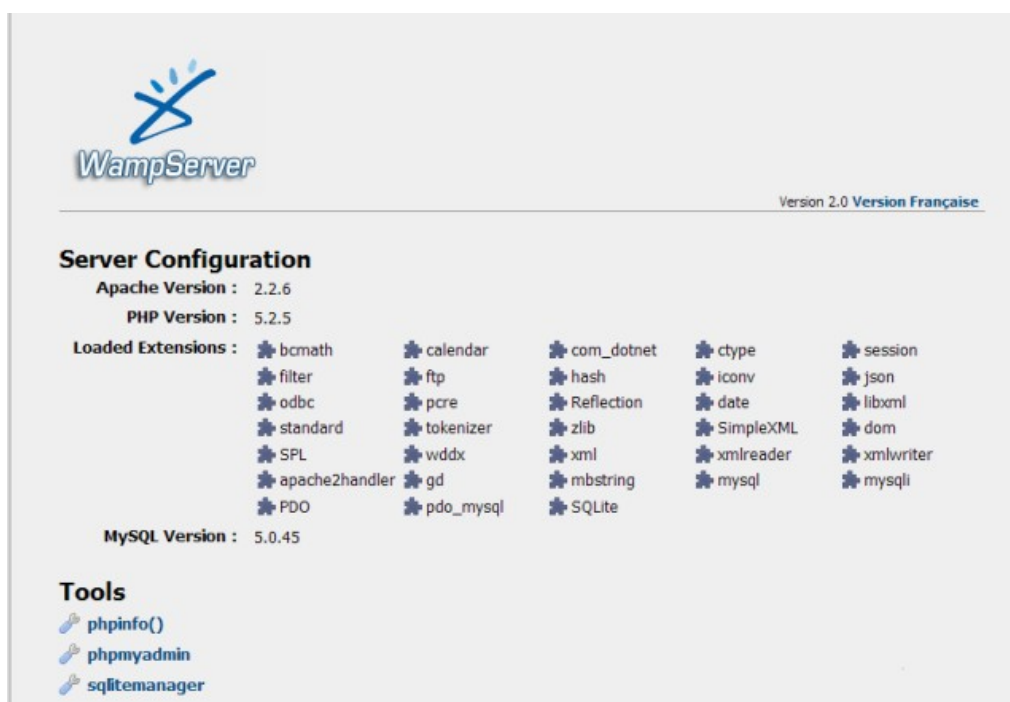 WampServer
Version 2.0 Version Française
Server Configuration
Apache Version : 2.2.6
PHP Version : 5.2.5
Loaded Extensions : bcmath calendar com_dotnet ctype session
filter ftp hash iconv json
odbc pcre Reflection date libxml
standard tokenizer zlib SimpleXML dom
SPL wddx xml xmlreader xmlwriter
apache2handler gd mbstring mysql mysqli
PDO pdo_mysql SQLite
MySQL Version : 5.0.45
Tools
phpinfo()
phpmyadmin
sqlitemanager